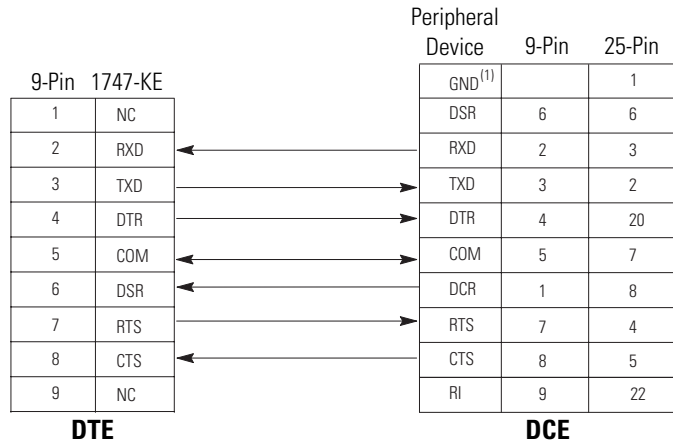 Peripheral
Device 9-Pin 25-Pin
9-Pin 1747-KE
GND(1) 1
1 NC DSR 6 6
2 RXD RXD 2 3
3 TXD TXD 3 2
4 DTR DTR 4 20
5 COM COM 5 7
6 DSR DCR 1 8
7 RTS RTS 7 4
8 CTS CTS 8 5
9 NC RI 9 22
DTE DCE